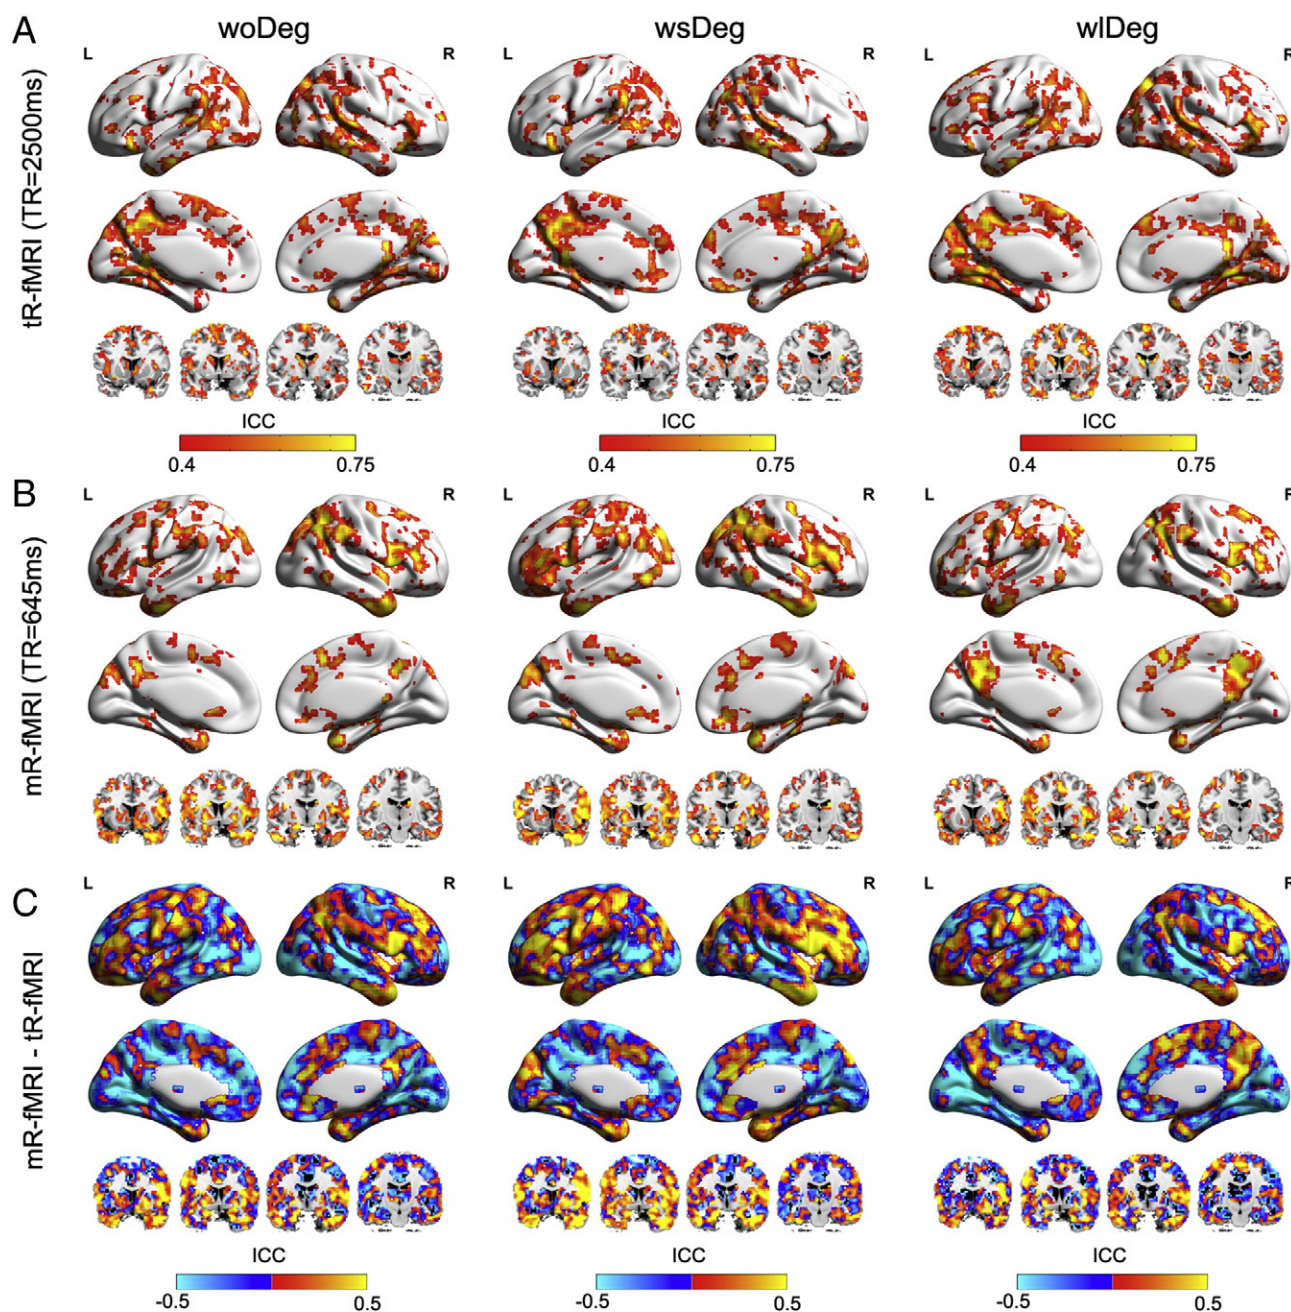 A
woDeg
wsDeg
wlDeg
L
R
L
R
L
R
tR-fMRI (TR=2500ms)
ICC
ICC
ICC
0.4
0.75
0.4
0.75
0.4
0.75
B
L
R
L
R
L
R
mR-fMRI (TR=645ms)
C
L
R
L
R
L
R
mR-fMRI - tR-fMRI
ICC
ICC
ICC
-0.5
0.5
-0.5
0.5
-0.5
0.5